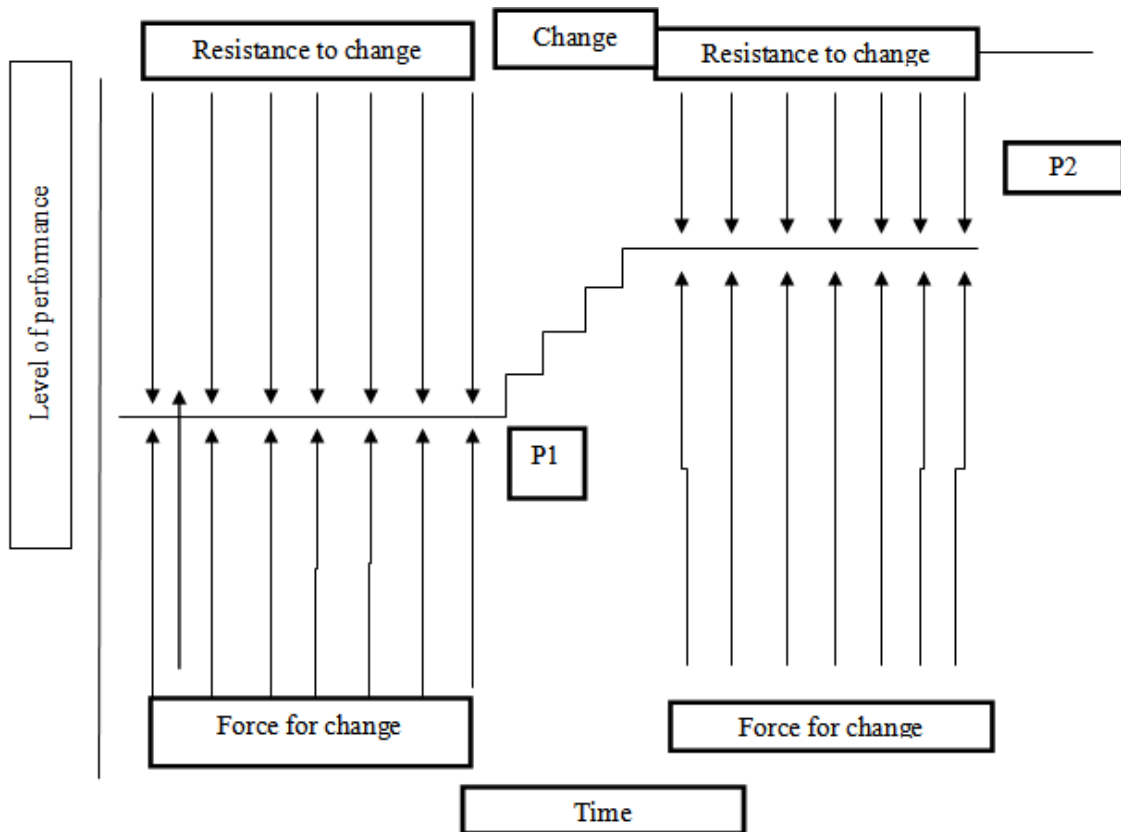 Resistance to change
Change
Resistance to change
Level of performance
P2
P1
Force for change
Force for change
Time